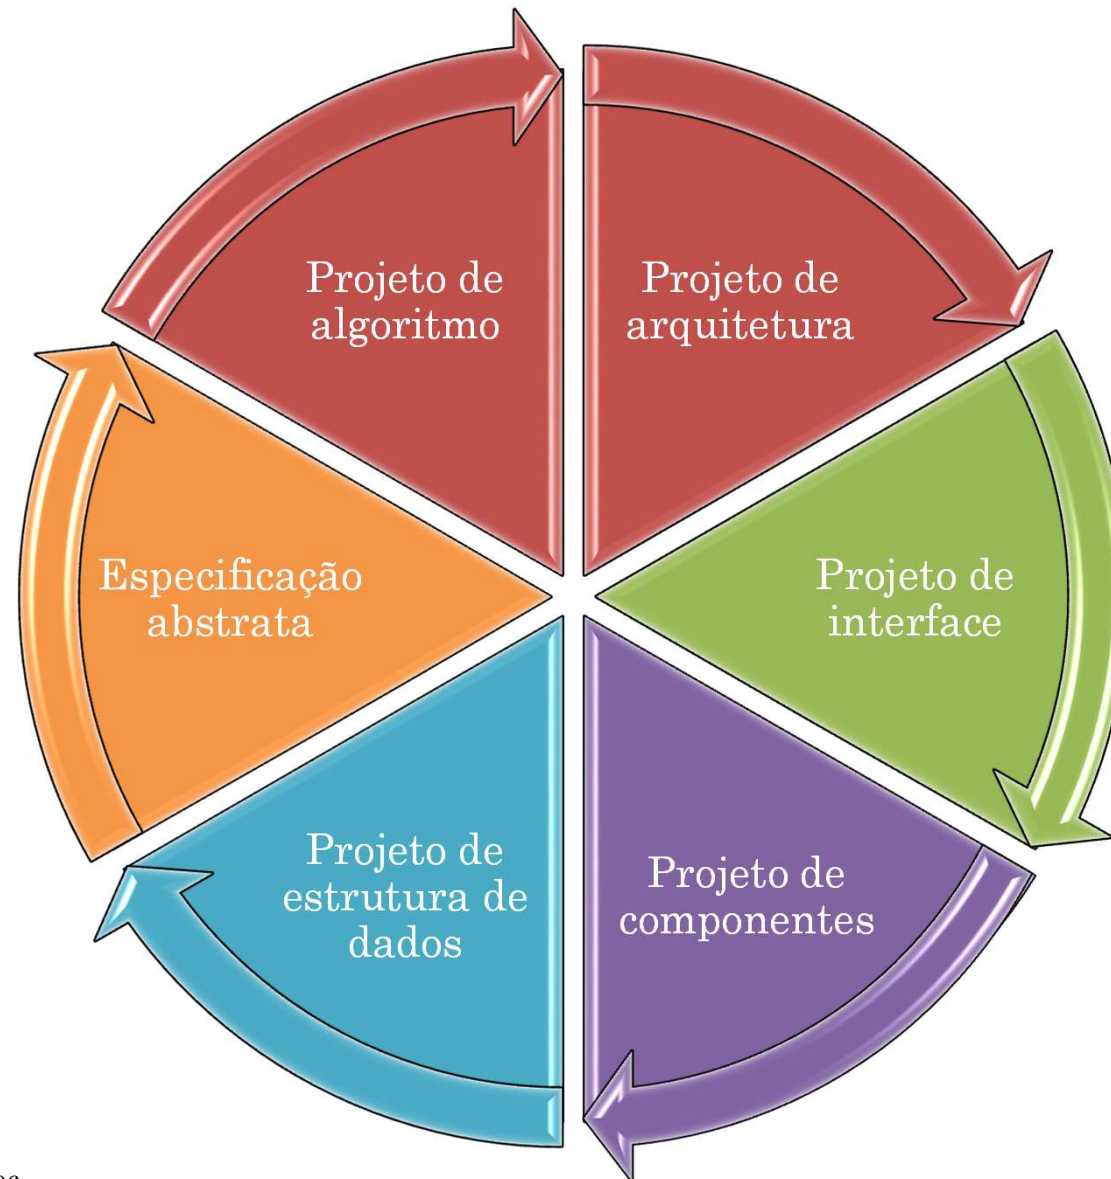 Projeto de
algoritmo
Projeto de
arquitetura
Especificação
abstrata
Projeto de
interface
Projeto de
estrutura de
dados
Projeto de
componentes